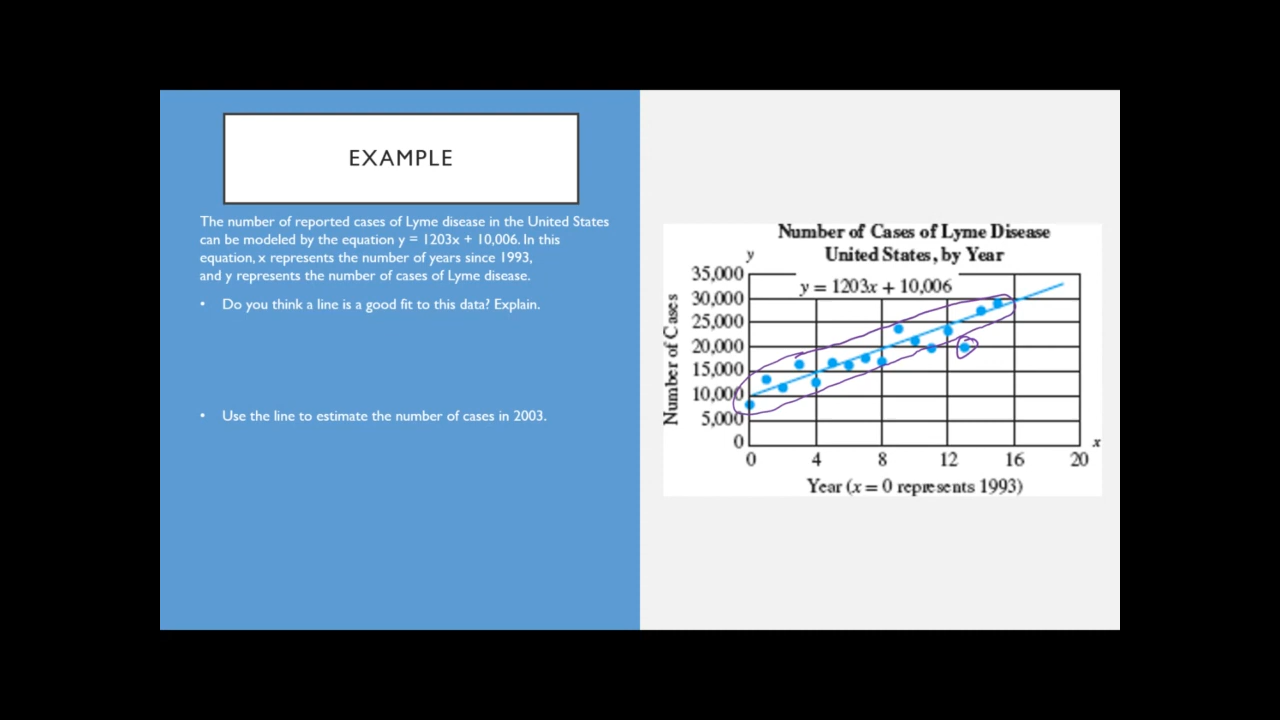 EXAMPLE
The number of reported cases of Lyme disease in the United States
can be modeled by the equation y = 1203x + 10,006. In this
equation, x represents the number of years since 1993,
and y represents the number of cases of Lyme disease.
• Do you think a line is a good fit to this data? Explain.
• Use the line to estimate the number of cases in 2003.
Number of Cases of Lyme Disease
United States, by Year
y
y = 1203x + 10,006
Number of Cases
35,000
30,000
25,000
20,000
15,000
10,000
5,000
0
0 4 8 12 16 20
x
Year (x = 0 represents 1993)